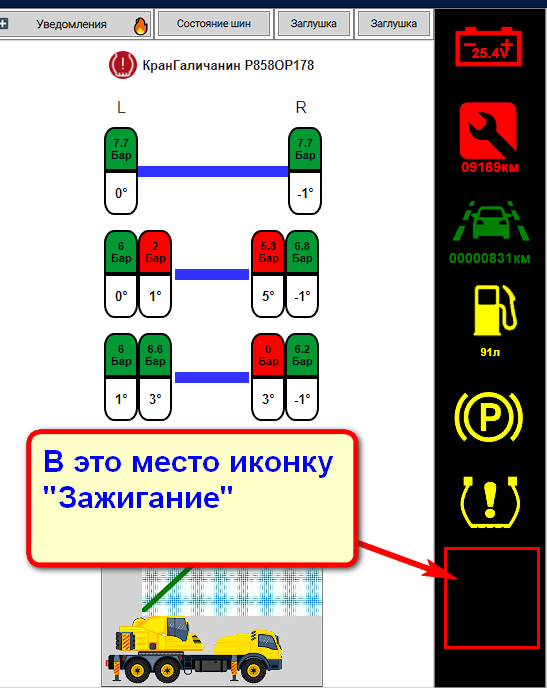 Уведомления
Состояние шин
Заглушка
Заглушка
КранГаличанин Р858ОР178
L R
7.7 Бар
7.7 Бар
0° -1°
6 Бар
2 Бар
5.8 Бар
6.8 Бар
0° 1° 5° -1°
6 Бар
6.6 Бар
0 Бар
6.2 Бар
1° 3° 3° -1°
В это место иконку
"Зажигание"
- +
25.4V
09169км
00000831км
91л
P
!